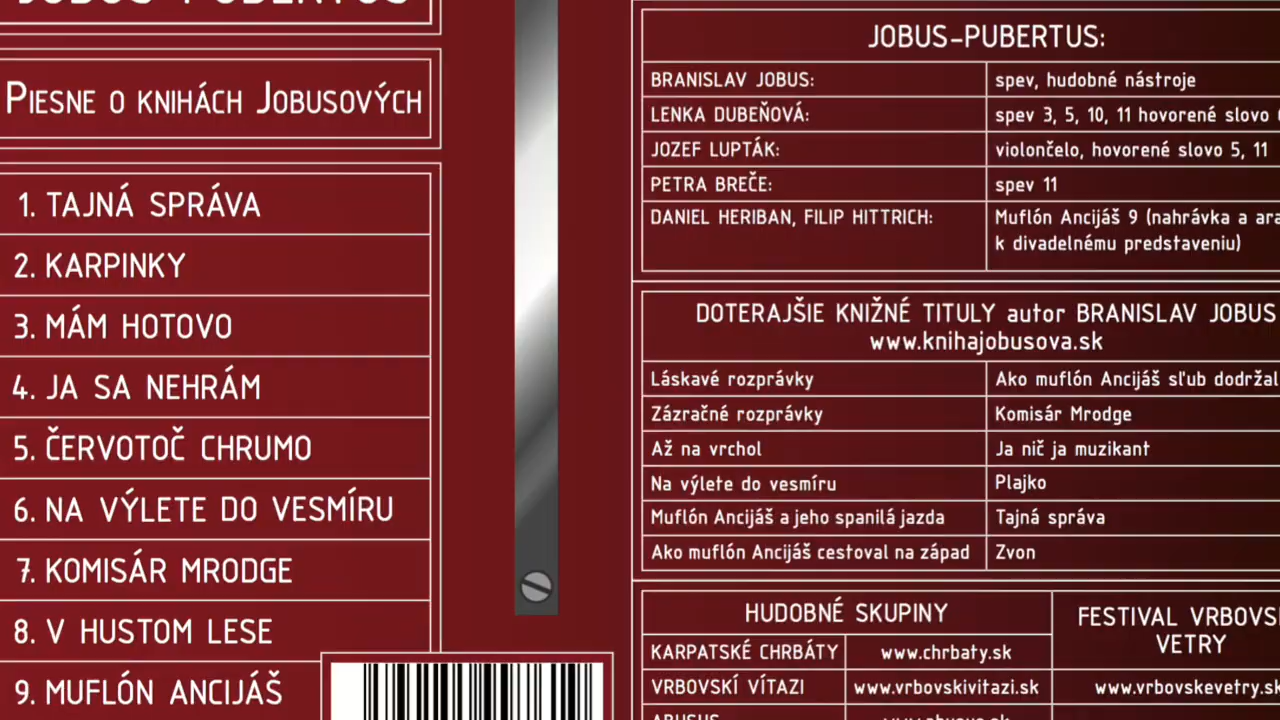 JOBUS-PUBERTUS
PIESNE O KNIHÁCH JOBUSOVÝCH
1. TAJNÁ SPRÁVA
2. KARPINKY
3. MÁM HOTOVO
4. JA SA NEHRÁM
5. ČERVOTOČ CHRUMO
6. NA VÝLETE DO VESMÍRU
7. KOMISÁR MRODGE
8. V HUSTOM LESE
9. MUFLÓN ANCIJÁŠ
JOBUS-PUBERTUS:
BRANISLAV JOBUS: spev, hudobné nástroje
LENKA DUBEŇOVÁ: spev 3, 5, 10, 11 hovorené slovo
JOZEF LUPTÁK: violončelo, hovorené slovo 5, 11
PETRA BREČE: spev 11
DANIEL HERIBAN, FILIP HITTRICH: Muflón Ancijáš 9 (nahrávka a
k divadelnému predstaveniu)
DOTERAJŠIE KNIŽNÉ TITULY autor BRANISLAV JOBUS
www.knihajobusova.sk
Láskavé rozprávky Ako muflón Ancijáš sľub dodržal
Zázračné rozprávky Komisár Mrodge
Až na vrchol Ja nič ja muzikant
Na výlete do vesmíru Plajko
Muflón Ancijáš a jeho spanilá jazda Tajná správa
Ako muflón Ancijáš cestoval na západ Zvon
HUDOBNÉ SKUPINY
KARPATSKÉ CHRBÁTY www.chrbaty.sk
VRBOVSKÍ VÍTAZI www.vrbovskivitazi.sk
FESTIVAL VRBOVS
VETRY
www.vrbovskevetry.sk